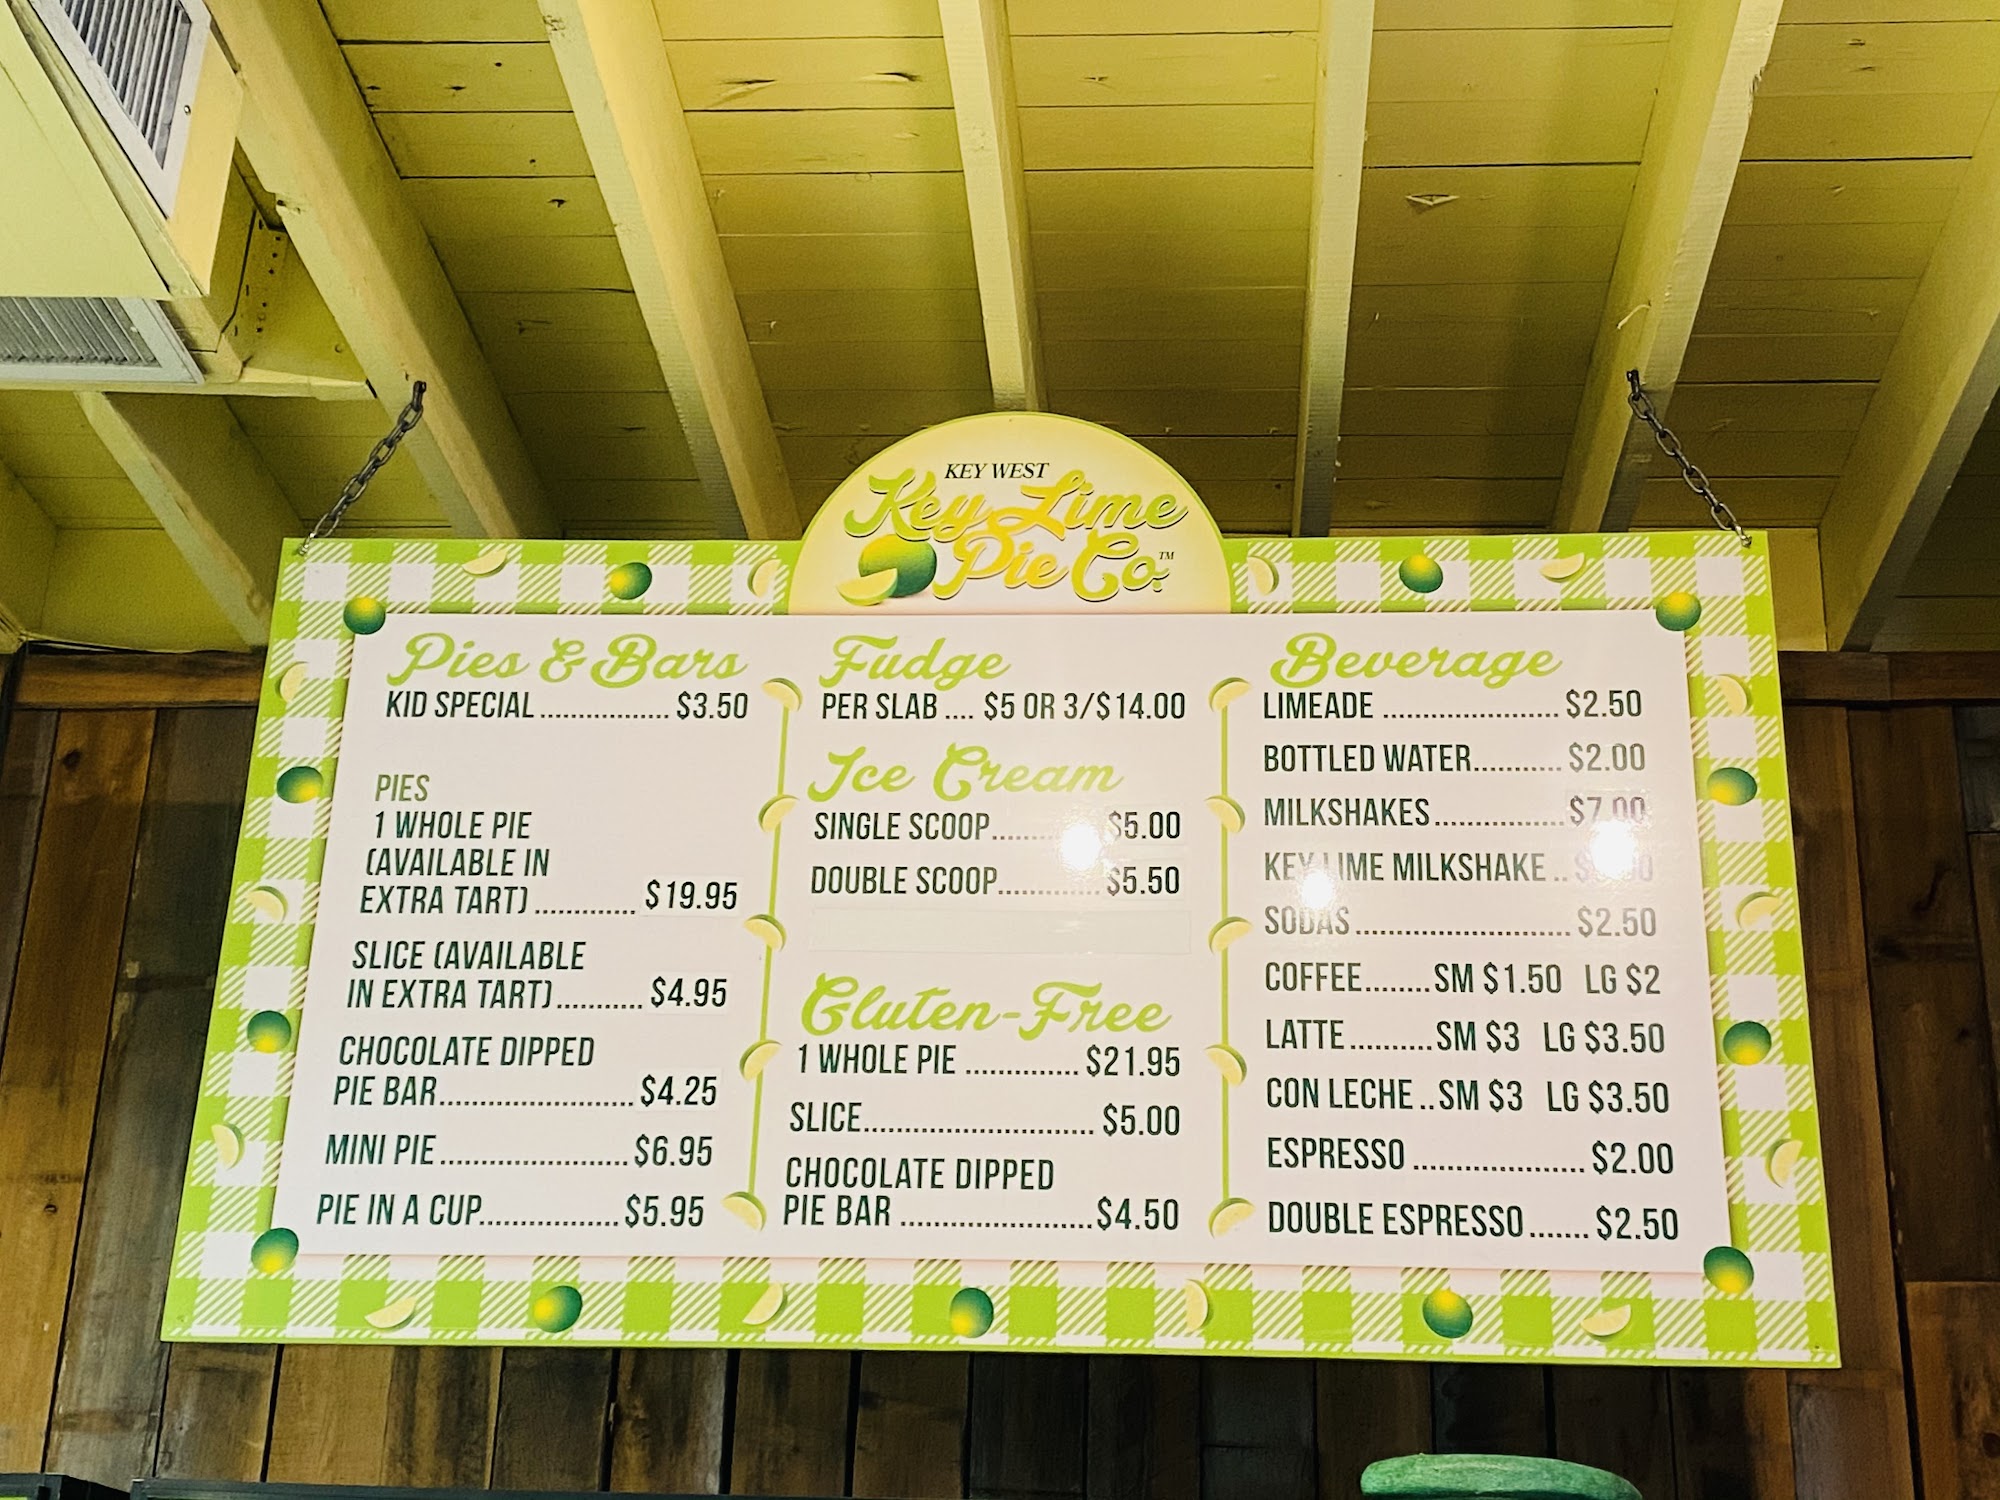 KEY WEST
Key Lime
Pie Co.™
Pies & Bars
KID SPECIAL ................. $3.50
PIES
1 WHOLE PIE
(AVAILABLE IN
EXTRA TART) ............. $19.95
SLICE (AVAILABLE
IN EXTRA TART)........... $4.95
CHOCOLATE DIPPED
PIE BAR......................... $4.25
MINI PIE........................ $6.95
PIE IN A CUP.................. $5.95
Fudge
PER SLAB .... $5 OR 3/$14.00
Ice Cream
SINGLE SCOOP.............. $5.00
DOUBLE SCOOP............. $5.50
Gluten-Free
1 WHOLE PIE .............. $21.95
SLICE............................. $5.00
CHOCOLATE DIPPED
PIE BAR ........................$4.50
Beverage
LIMEADE ...................... $2.50
BOTTLED WATER........... $2.00
MILKSHAKES................ $7.00
KEY LIME MILKSHAKE ..
SODAS........................... $2.50
COFFEE........SM $1.50 LG $2
LATTE..........SM $3 LG $3.50
CON LECHE ..SM $3 LG $3.50
ESPRESSO ..................... $2.00
DOUBLE ESPRESSO....... $2.50